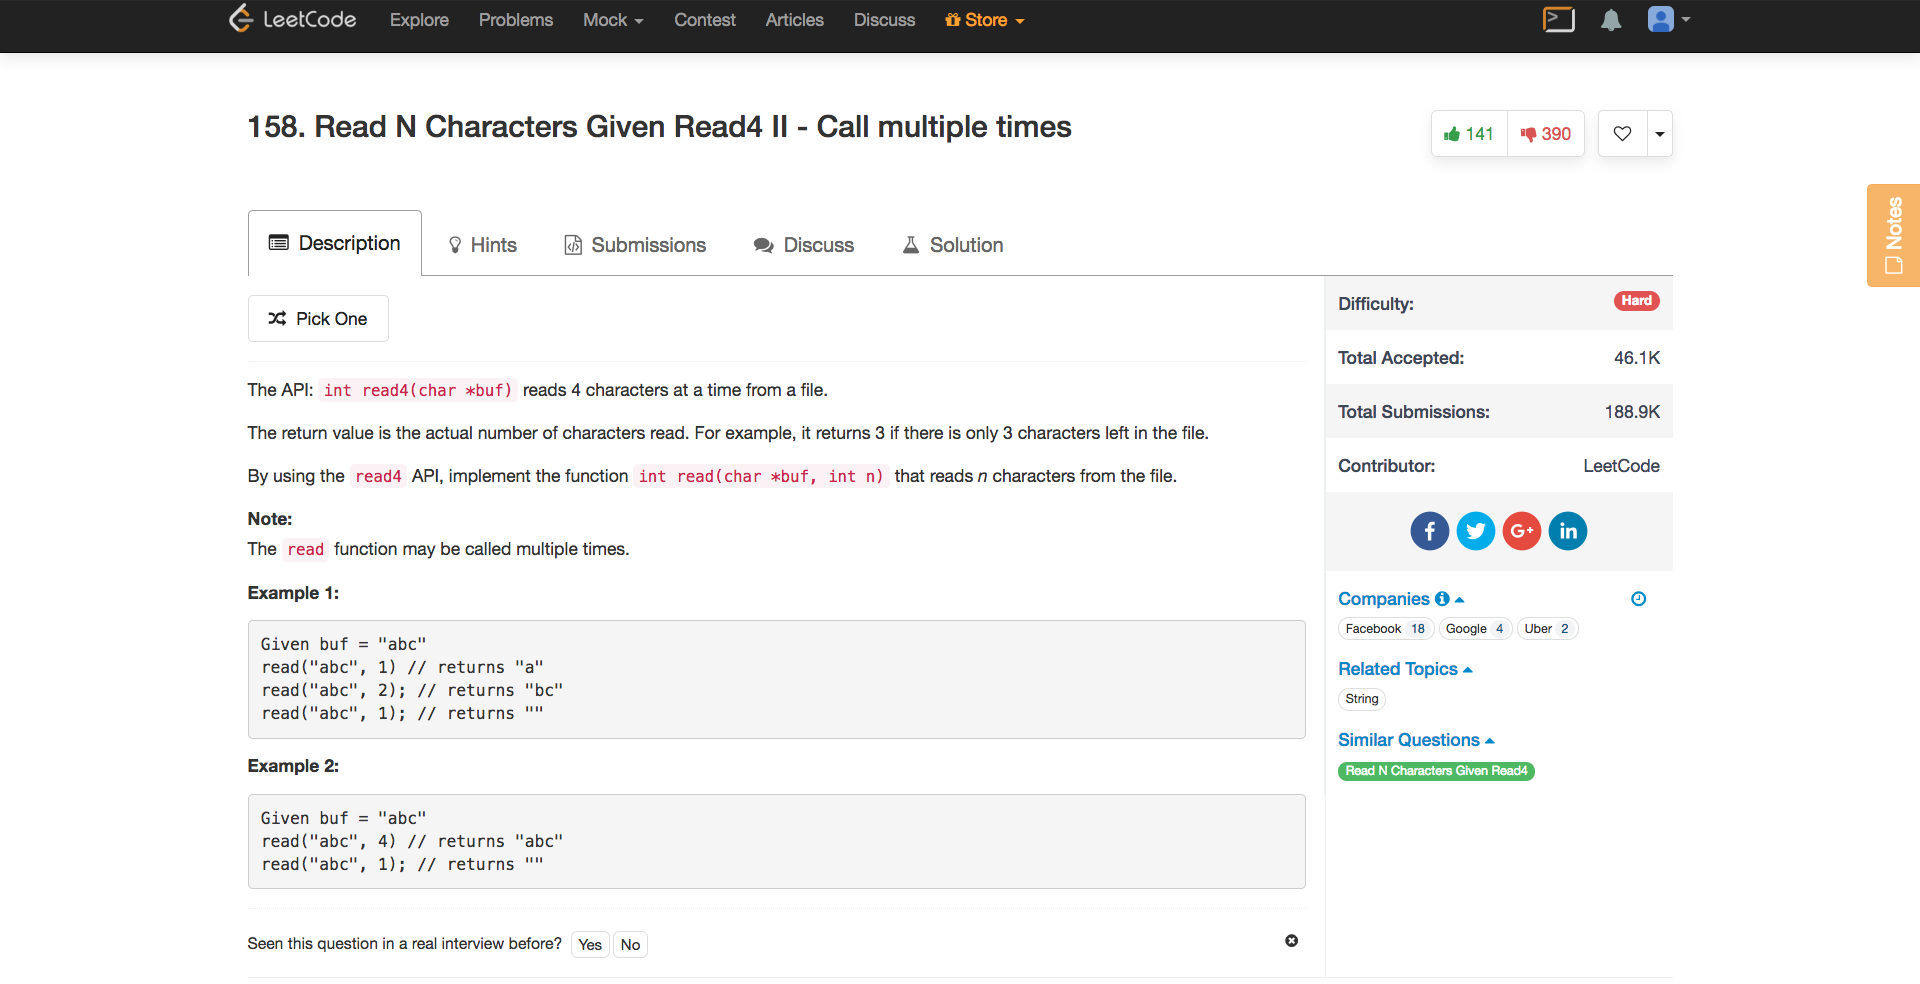 LeetCode Explore Problems Mock Contest Articles Discuss Store
158. Read N Characters Given Read4 II - Call multiple times
141 390
Notes
Description Hints Submissions Discuss Solution
Pick One
The API: int read4(char *buf) reads 4 characters at a time from a file.
The return value is the actual number of characters read. For example, it returns 3 if there is only 3 characters left in the file.
By using the read4 API, implement the function int read(char *buf, int n) that reads n characters from the file.
Note:
The read function may be called multiple times.
Example 1:
Given buf = "abc"
read("abc", 1) // returns "a"
read("abc", 2); // returns "bc"
read("abc", 1); // returns ""
Example 2:
Given buf = "abc"
read("abc", 4) // returns "abc"
read("abc", 1); // returns ""
Seen this question in a real interview before? Yes No
Difficulty: Hard
Total Accepted: 46.1K
Total Submissions: 188.9K
Contributor: LeetCode
f G+ in
Companies
Facebook 18 Google 4 Uber 2
Related Topics
String
Similar Questions
Read N Characters Given Read4